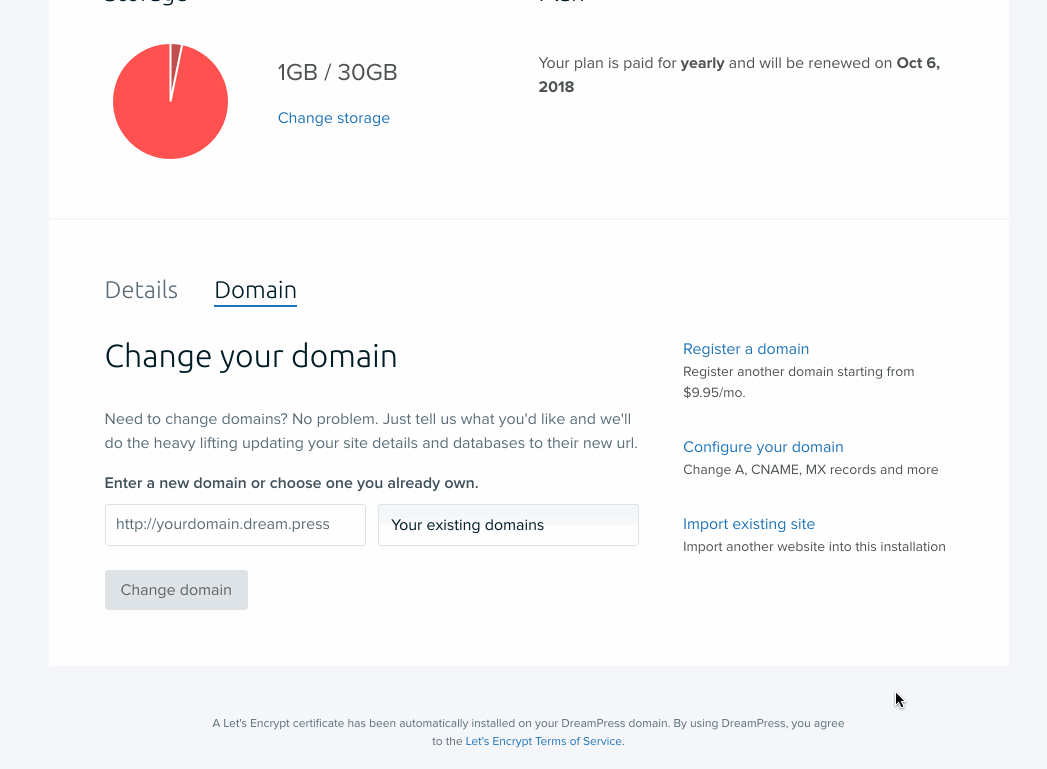 Storage
Plan
1GB / 30GB
Change storage
Your plan is paid for yearly and will be renewed on Oct 6,
2018
Details
Domain
Change your domain
Need to change domains? No problem. Just tell us what you'd like and we'll
do the heavy lifting updating your site details and databases to their new url.
Enter a new domain or choose one you already own.
http://yourdomain.dream.press
Your existing domains
Change domain
Register a domain
Register another domain starting from
$9.95/mo.
Configure your domain
Change A, CNAME, MX records and more
Import existing site
Import another website into this installation
A Let's Encrypt certificate has been automatically installed on your DreamPress domain. By using DreamPress, you agree
to the Let's Encrypt Terms of Service.